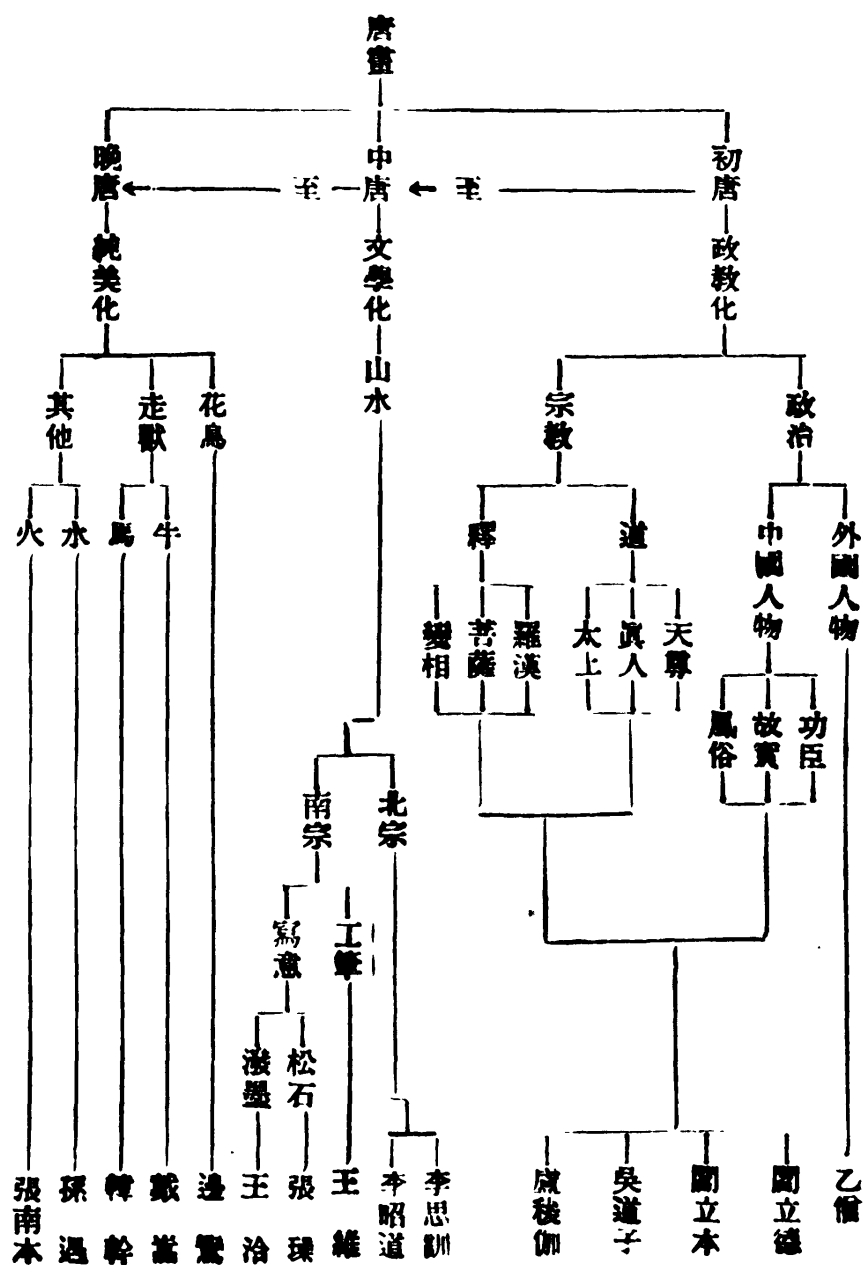 唐畫
初唐
至
中唐
至
晚唐
政教化
文學化
純美化
山水
政治
宗教
花鳥
走獸
其他
外國人物
中國人物
道
釋
牛
馬
水
火
天尊
眞人
太上
羅漢
菩薩
變相
功臣
故實
風俗
北宗
南宗
工筆
寫意
松石
潑墨
乙僧
閻立德
閻立本
吳道子
盧稜伽
李思訓
李昭道
王維
張璪
王洽
邊鸞
戴嵩
韓幹
孫遇
張南本